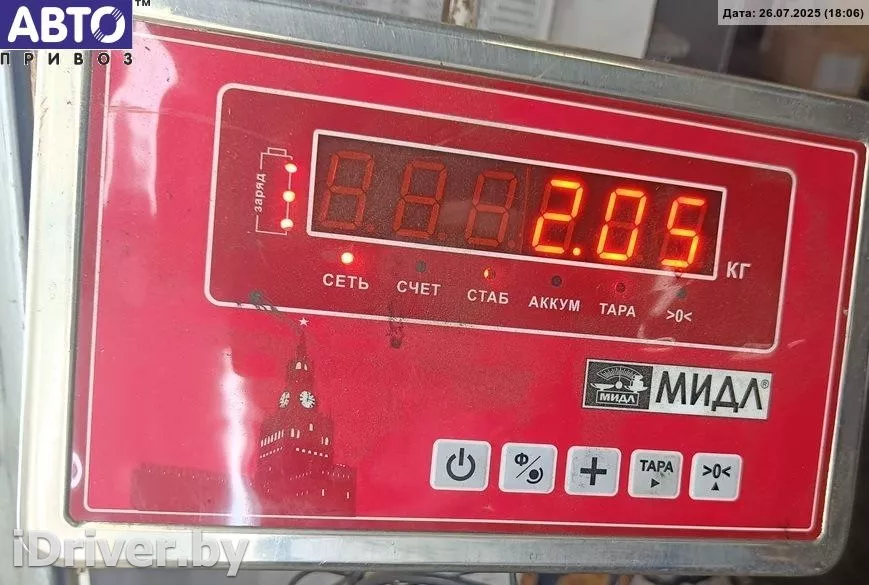 АВТО™
ПРИВОЗ
Дата: 26.07.2025 (18:06)
заряд
2.05
КГ
СЕТЬ СЧЕТ СТАБ АККУМ ТАРА >0<
МИДЛ МИДЛ®
Ф ТАРА >0<
iDriver.by